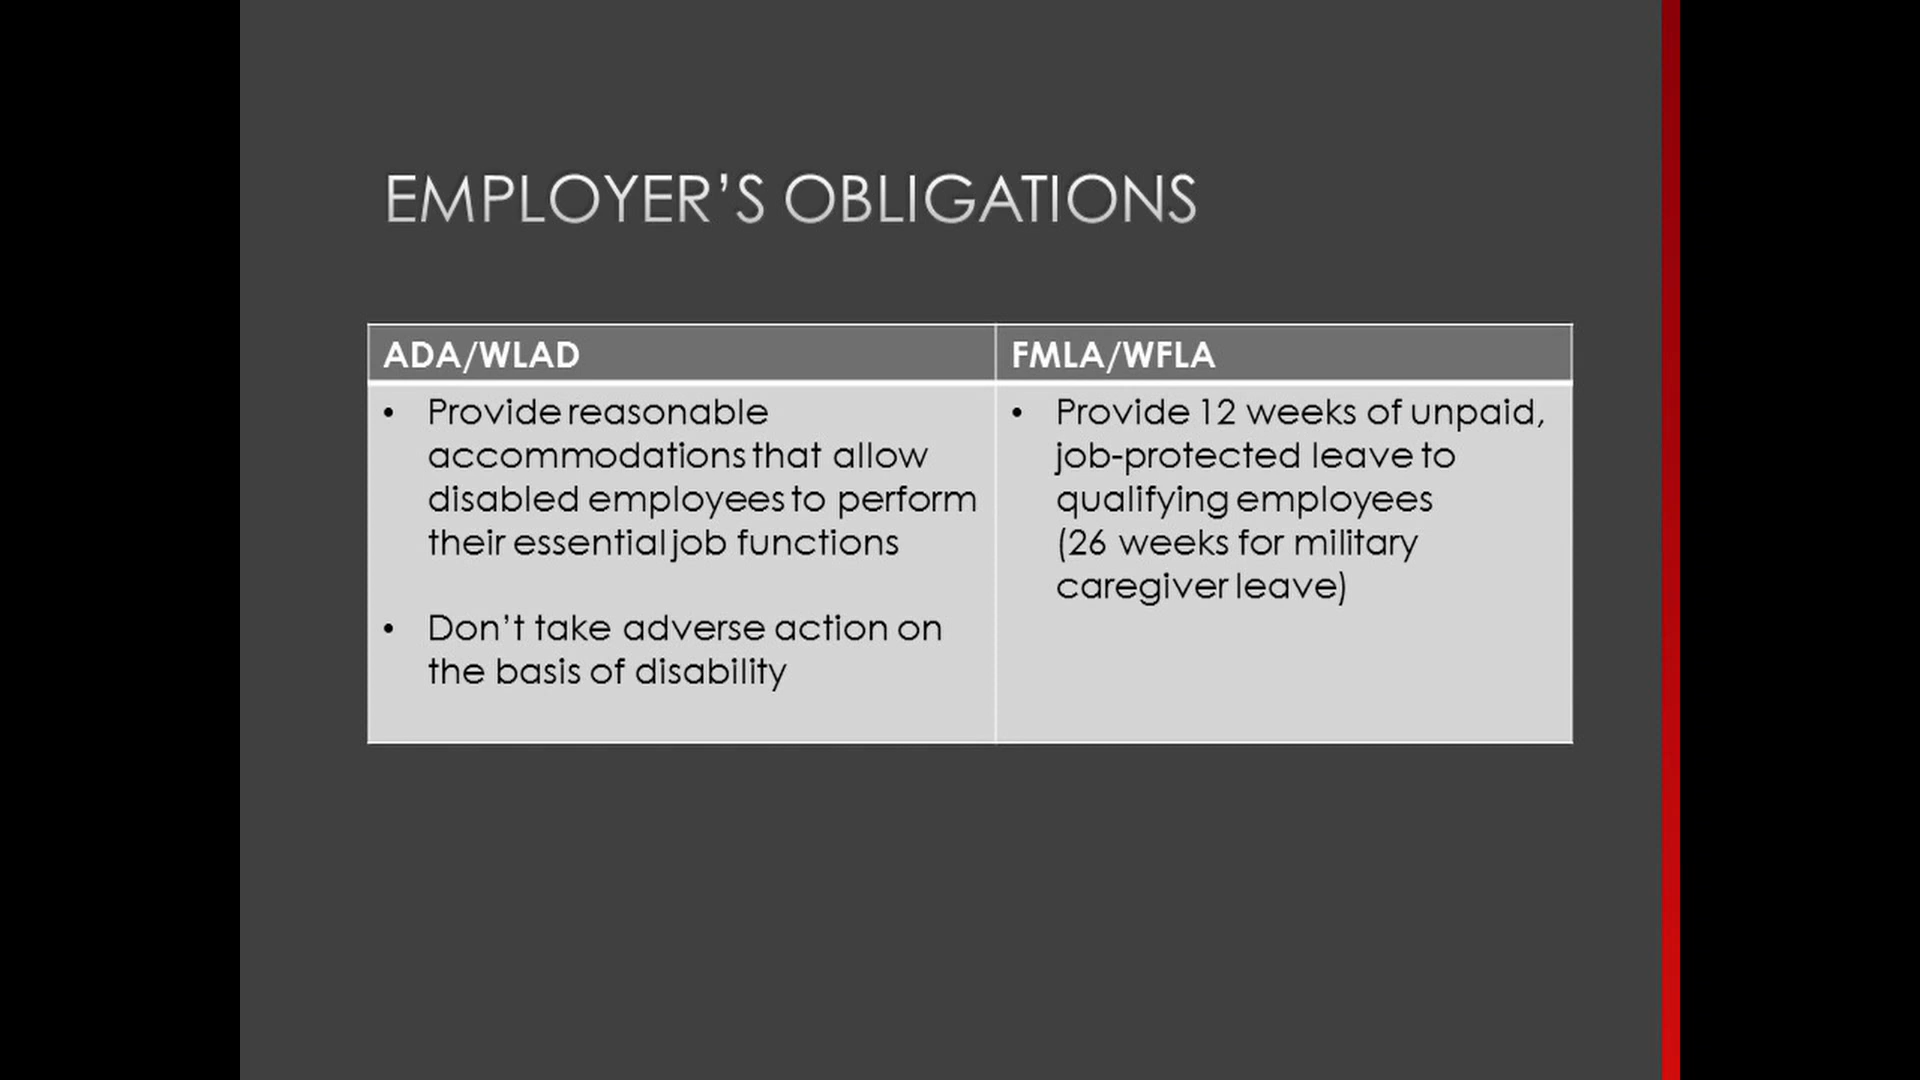 EMPLOYER’S OBLIGATIONS
ADA/WLAD
• Provide reasonable
accommodations that allow
disabled employees to perform
their essential job functions
• Don’t take adverse action on
the basis of disability
FMLA/WFLA
• Provide 12 weeks of unpaid,
job-protected leave to
qualifying employees
(26 weeks for military
caregiver leave)